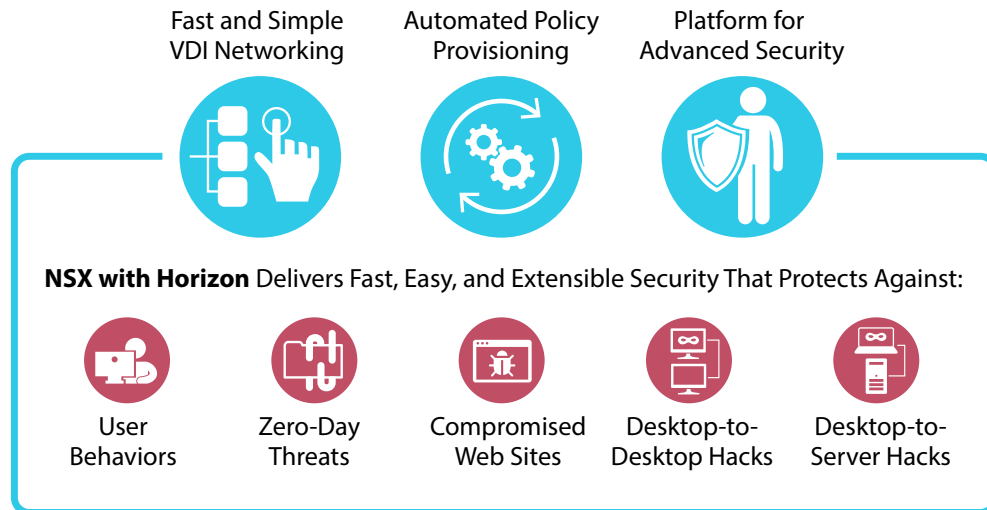 Fast and Simple
VDI Networking
Automated Policy
Provisioning
Platform for
Advanced Security
NSX with Horizon Delivers Fast, Easy, and Extensible Security That Protects Against:
User
Behaviors
Zero-Day
Threats
Compromised
Web Sites
Desktop-to-
Desktop Hacks
Desktop-to-
Server Hacks